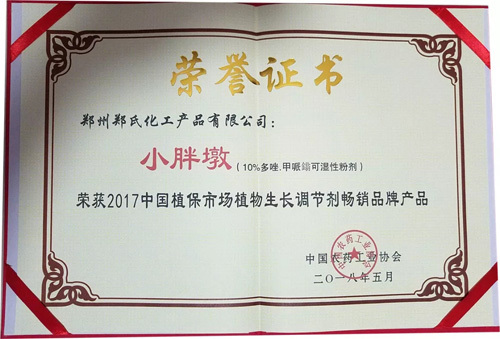 荣誉证书
郑州郑氏化工产品有限公司：
小胖墩（10%多唑.甲哌鎓可湿性粉剂）
荣获2017中国植保市场植物生长调节剂畅销品牌产品
中国农药工业协会
二〇一八年五月